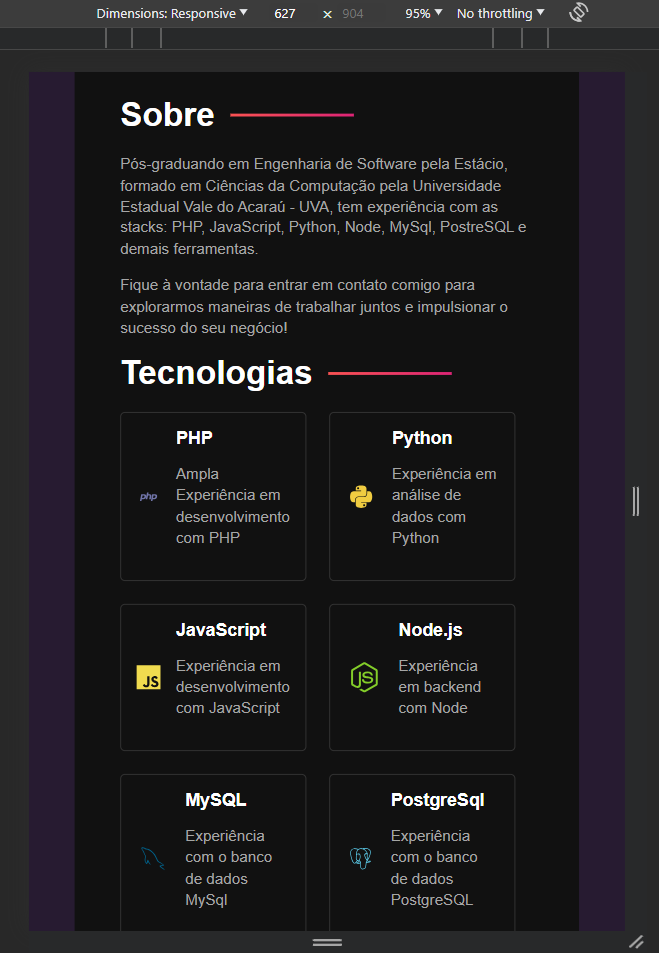 Dimensions: Responsive ▼ 627 × 904 95% ▼ No throttling ▼
Sobre
Pós-graduando em Engenharia de Software pela Estácio,
formado em Ciências da Computação pela Universidade
Estadual Vale do Acaraú - UVA, tem experiência com as
stacks: PHP, JavaScript, Python, Node, MySql, PostreSQL e
demais ferramentas.
Fique à vontade para entrar em contato comigo para
explorarmos maneiras de trabalhar juntos e impulsionar o
sucesso do seu negócio!
Tecnologias
PHP
php
Ampla
Experiência em
desenvolvimento
com PHP
Python
Experiência em
análise de
dados com
Python
JavaScript
JS
Experiência em
desenvolvimento
com JavaScript
Node.js
JS
Experiência
em backend
com Node
MySQL
Experiência
com o banco
de dados
MySql
PostgreSql
Experiência
com o banco
de dados
PostgreSQL